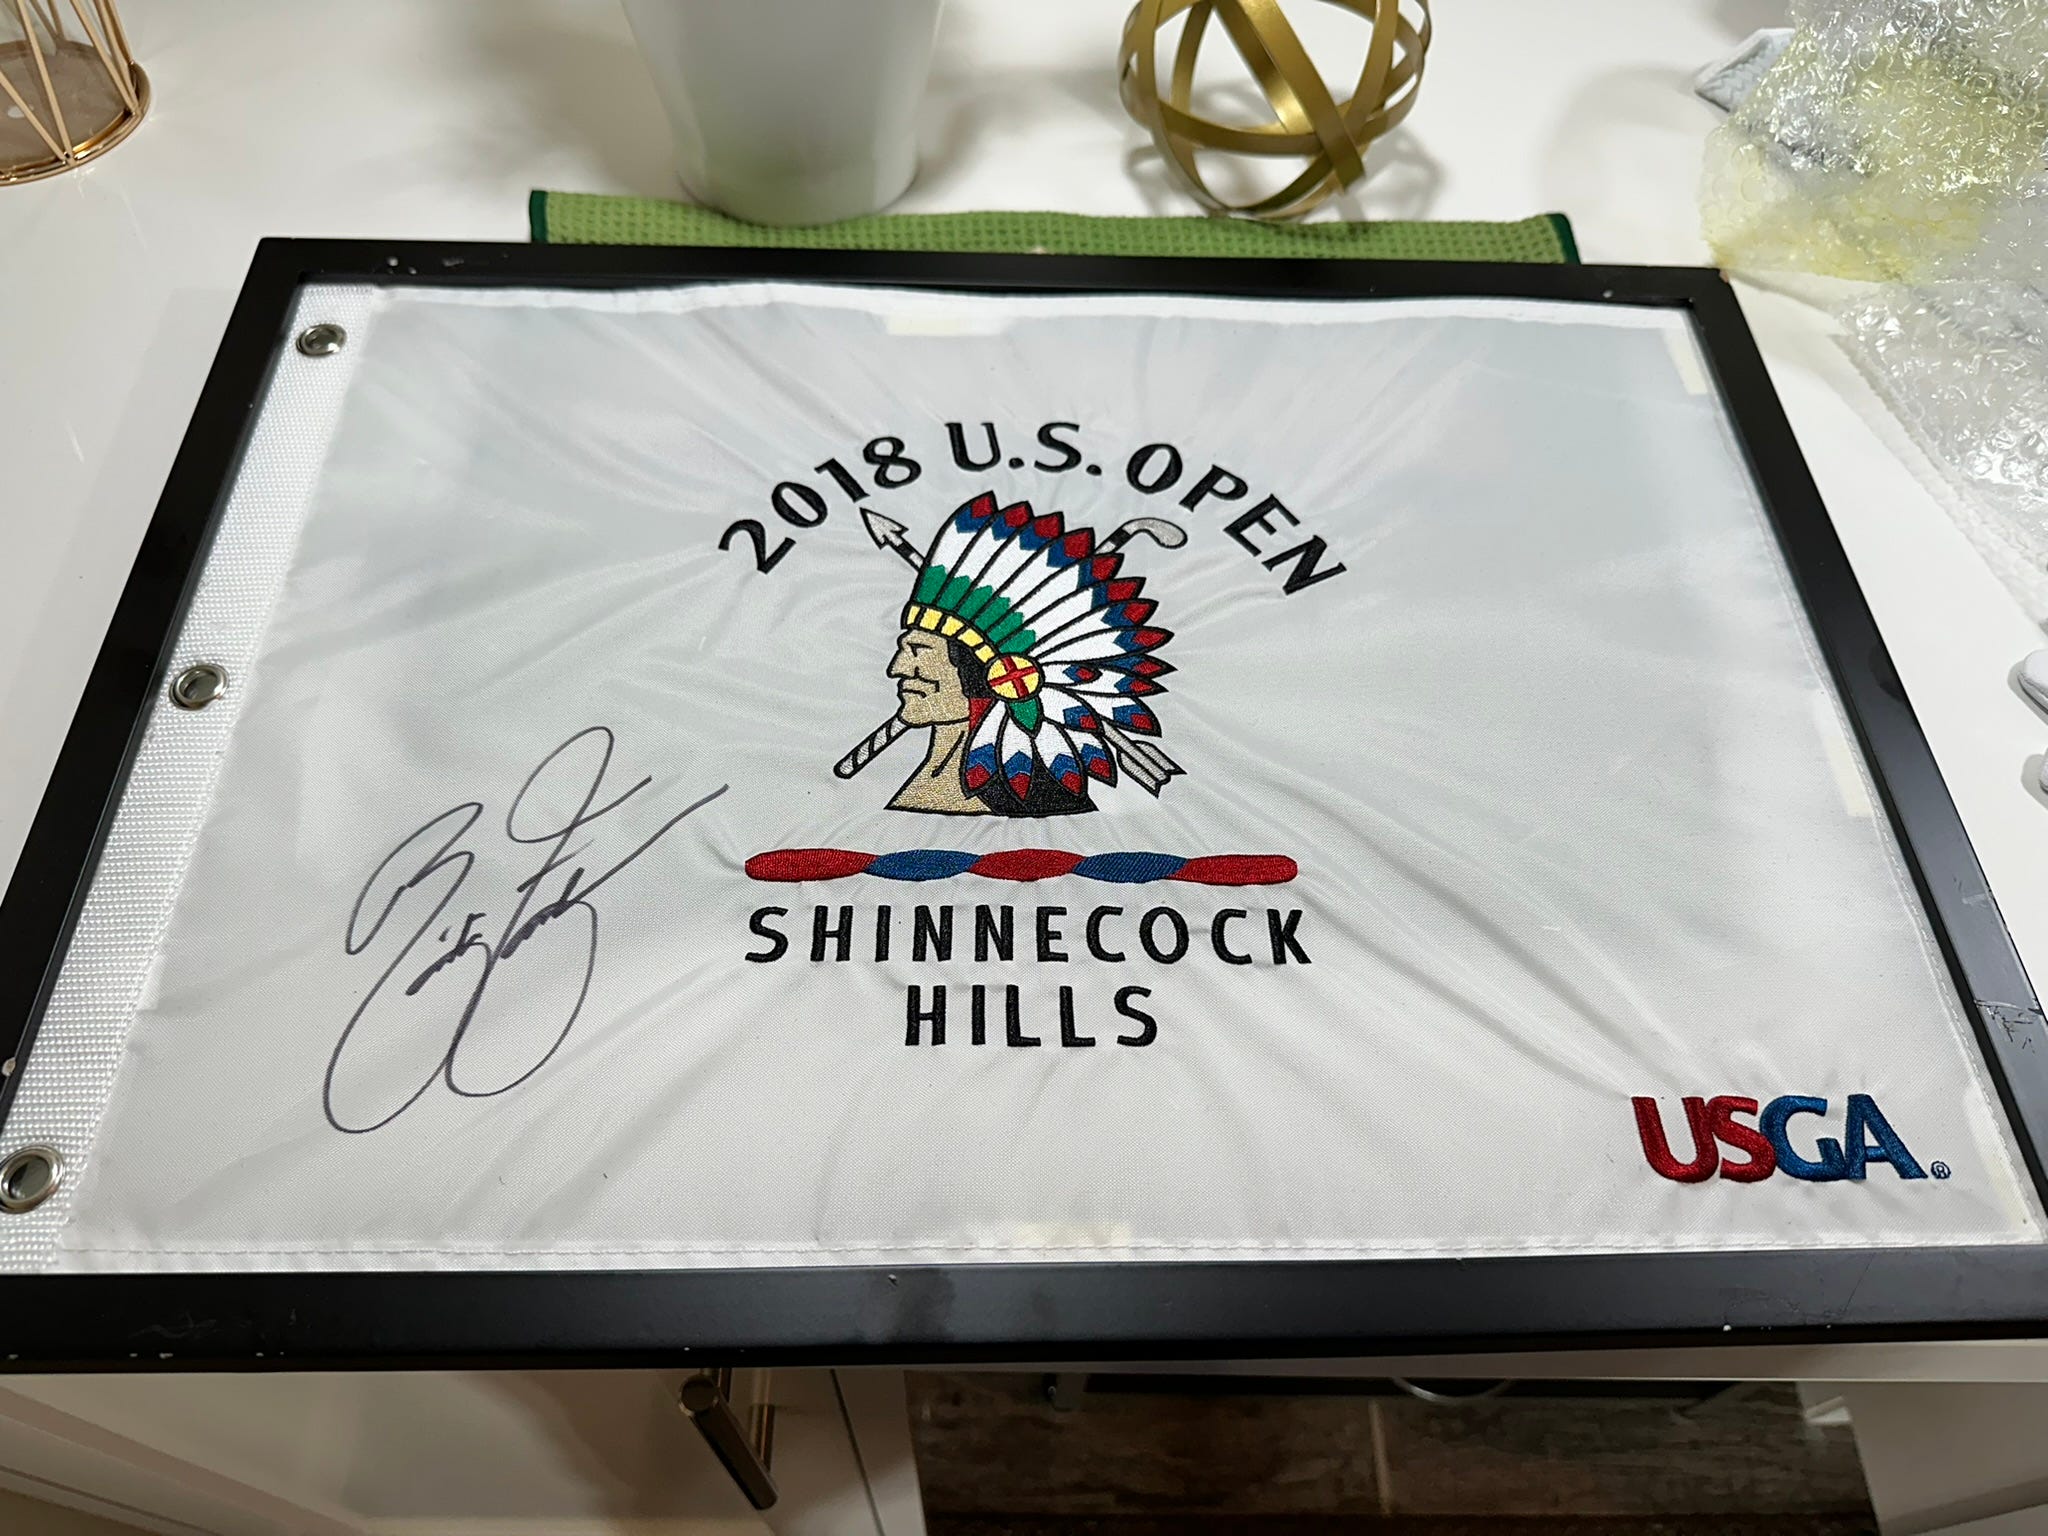 2018 U.S. OPEN
SHINNECOCK
HILLS
USGA®